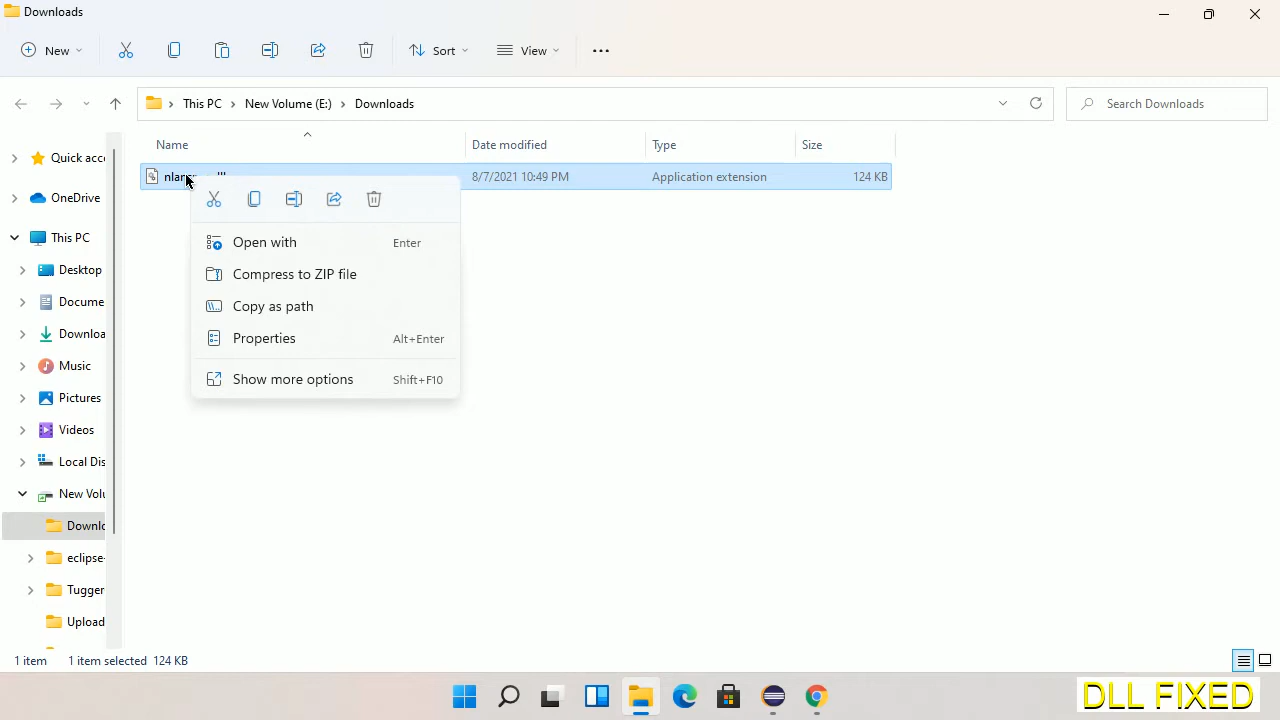 Downloads
New
Sort
View
This PC
New Volume (E:)
Downloads
Search Downloads
Name
Date modified
Type
Size
8/7/2021 10:49 PM
Application extension
124 KB
Open with Enter
Compress to ZIP file
Copy as path
Properties Alt+Enter
Show more options Shift+F10
Quick acc
OneDrive
This PC
Desktop
Docume
Downloa
Music
Pictures
Videos
Local Dis
New Volu
Downlo
eclipse-
Tugger
Upload
1 item 1 item selected 124 KB
DLL FIXED